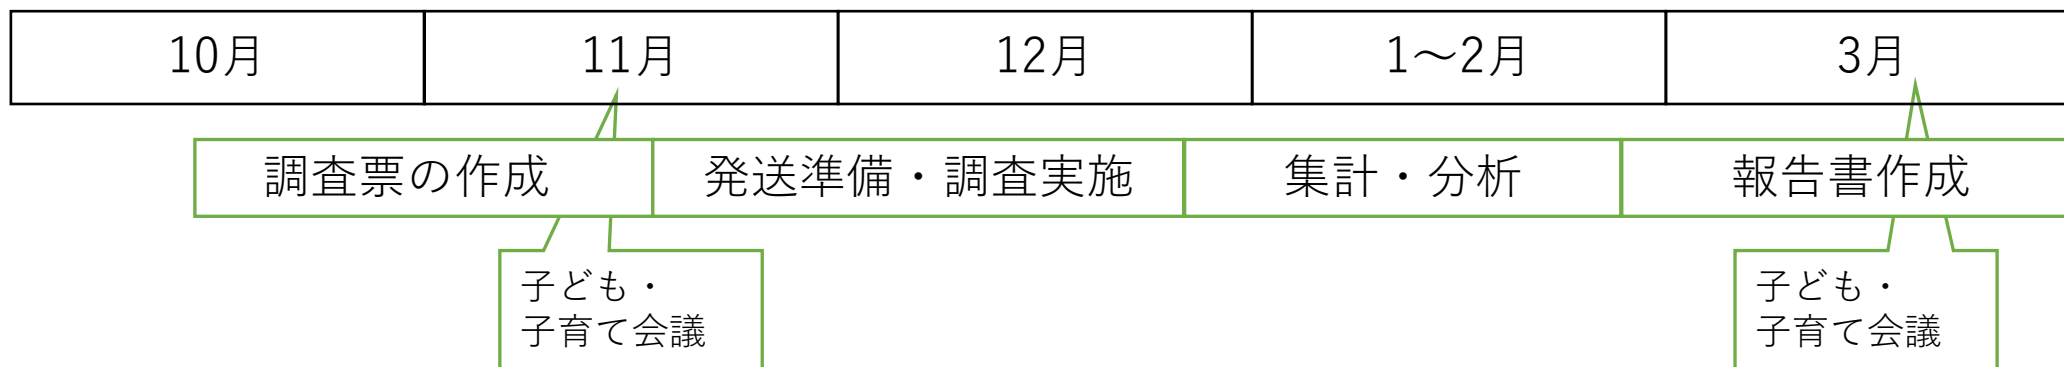 10月 11月 12月 1～2月 3月
調査票の作成 発送準備・調査実施 集計・分析 報告書作成
子ども・
子育て会議
子ども・
子育て会議